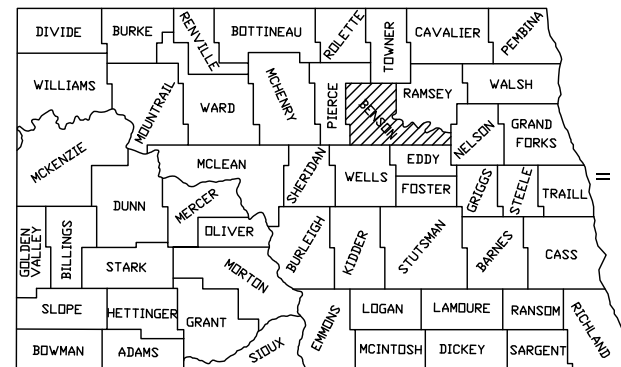 DIVIDE
BURKE
RENVILLE
BOTTINEAU
ROLETTE
TOWNER
CAVALIER
PEMBINA
WILLIAMS
MOUNTRAIL
WARD
MCHENRY
PIERCE
BENSON
RAMSEY
WALSH
MCKENZIE
NELSON
GRAND
FORKS
DUNN
MCLEAN
MERCER
OLIVER
SHERIDAN
WELLS
EDDY
FOSTER
GRIGGS
STEELE
TRAILL
GOLDEN
VALLEY
BILLINGS
STARK
MORTON
BURLEIGH
KIDDER
STUTSMAN
BARNES
CASS
SLOPE
HETTINGER
GRANT
EMMONS
LOGAN
LAMOURE
RANSOM
RICHLAND
BOWMAN
ADAMS
SIOUX
MCINTOSH
DICKEY
SARGENT